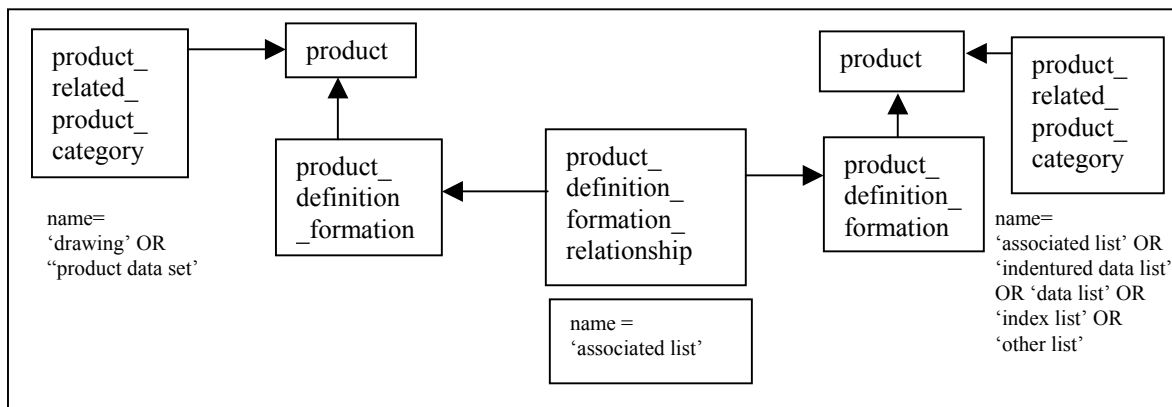 product_
related_
product_
category
name=
‘drawing’ OR
“product data set’
product
product_
definition
_formation
product_
definition_
formation_
relationship
name =
‘associated list’
product
product_
definition_
formation
product_
related_
product_
category
name=
‘associated list’ OR
‘indentured data list’
OR ‘data list’ OR
‘index list’ OR
‘other list’